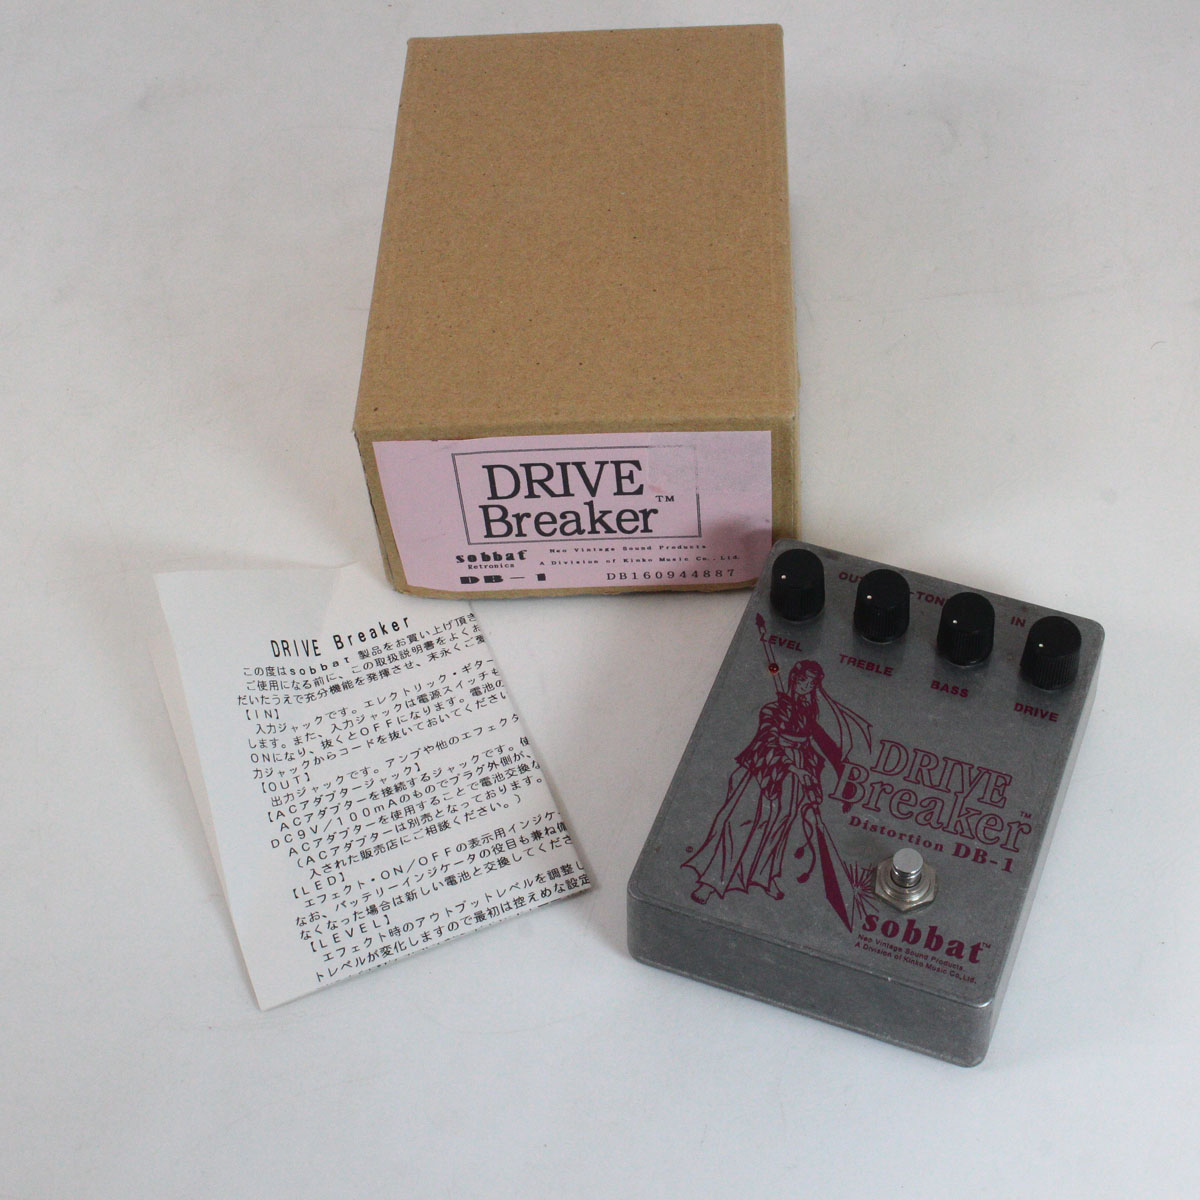 DRIVE
Breaker™
sobbat
Retronics
Neo Vintage Sound Products
A Division of Kinko Music Co., Ltd.
DB-1
DB160944887
DRIVE Breaker
この度はsobbat 製品をお買い上げ頂き
ご使用になる前に、この取扱説明書をよくお
だいたうえで充分機能を発揮させ、末永くご愛
【IN】
入力ジャックです。エレクトリック・ギター
します。また、入力ジャックは電源スイッチも
ONになり、抜くとOFFになります。電池の
力ジャックからコードを抜いておいてください
【OUT】
出力ジャックです。アンプや他のエフェクタ
【ACアダプタージャック】
ACアダプターを接続するジャックです。使
DC9V/100mAのものでプラグ外側が、
ACアダプターを使用することで電池交換な
(ACアダプターは別売となっております。
入された販売店にご相談ください。)
【LED】
エフェクト・ON/OFFの表示用インジケ
なお、バッテリーインジケータの役目も兼ね備
なくなった場合は新しい電池と交換してくださ
【LEVEL】
エフェクト時のアウトプットレベルを調整し
トレベルが変化しますので最初は控えめな設定
OUT
-TONE
IN
LEVEL
TREBLE
BASS
DRIVE
DRIVE
Breaker™
Distortion DB-1
©
sobbat™
Neo Vintage Sound Products.
A Division of Kinko Music Co,Ltd.